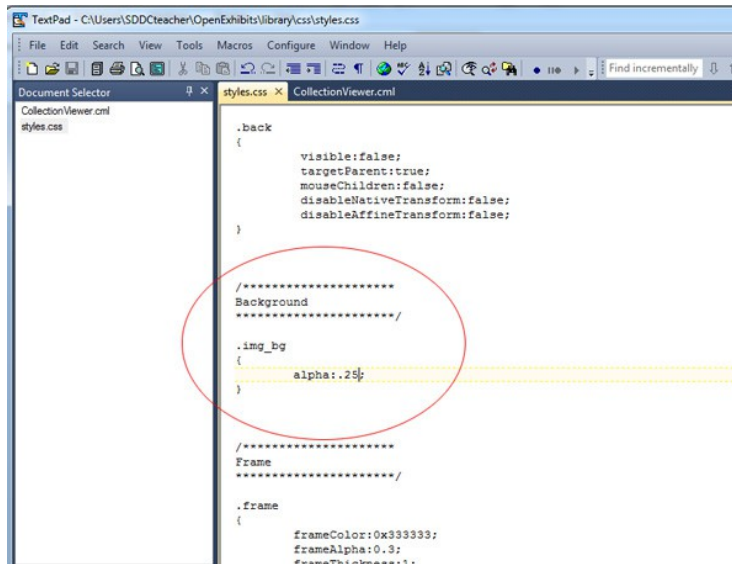 TextPad - C:\Users\SDDCteacher\OpenExhibits\library\css\styles.css
File Edit Search View Tools Macros Configure Window Help
Find incrementally
Document Selector
styles.css CollectionViewer.cml
CollectionViewer.cml
styles.css
.back
{
visible:false;
targetParent:true;
mouseChildren:false;
disableNativeTransform:false;
disableAffineTransform:false;
}
/**********************
Background
***********************/
.img_bg
{
alpha:.25;
}
/**********************
Frame
***********************/
.frame
{
frameColor:0x333333;
frameAlpha:0.3;
frameThickness:1;